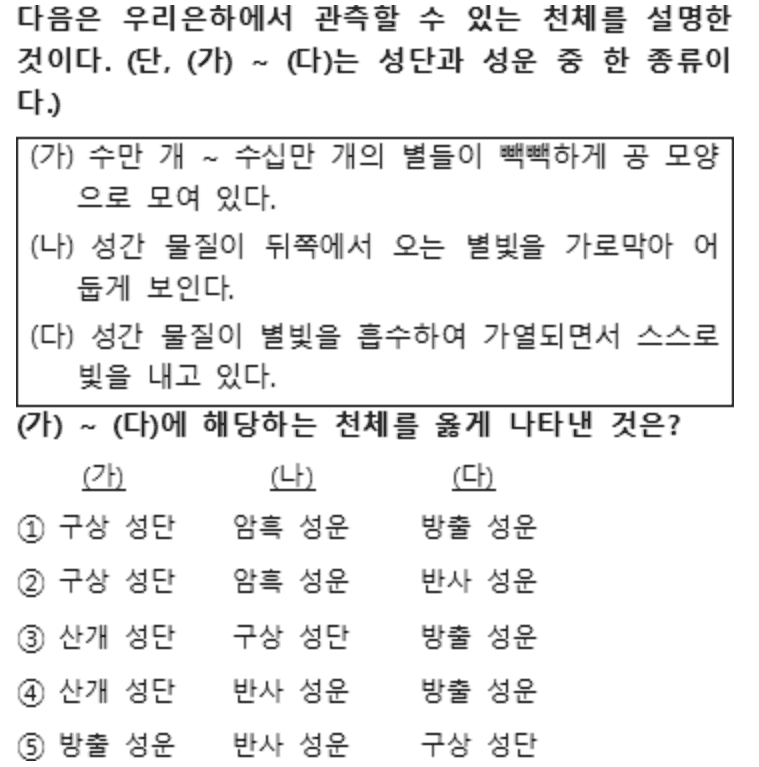 다음은 우리은하에서 관측할 수 있는 천체를 설명한
것이다. (단, (가) ~ (다)는 성단과 성운 중 한 종류이
다.)
(가) 수만 개 ~ 수십만 개의 별들이 빽빽하게 공 모양
으로 모여 있다.
(나) 성간 물질이 뒤쪽에서 오는 별빛을 가로막아 어
둡게 보인다.
(다) 성간 물질이 별빛을 흡수하여 가열되면서 스스로
빛을 내고 있다.
(가) ~ (다)에 해당하는 천체를 옳게 나타낸 것은?
(가) (나) (다)
① 구상 성단 암흑 성운 방출 성운
② 구상 성단 암흑 성운 반사 성운
③ 산개 성단 구상 성단 방출 성운
④ 산개 성단 반사 성운 방출 성운
⑤ 방출 성운 반사 성운 구상 성단